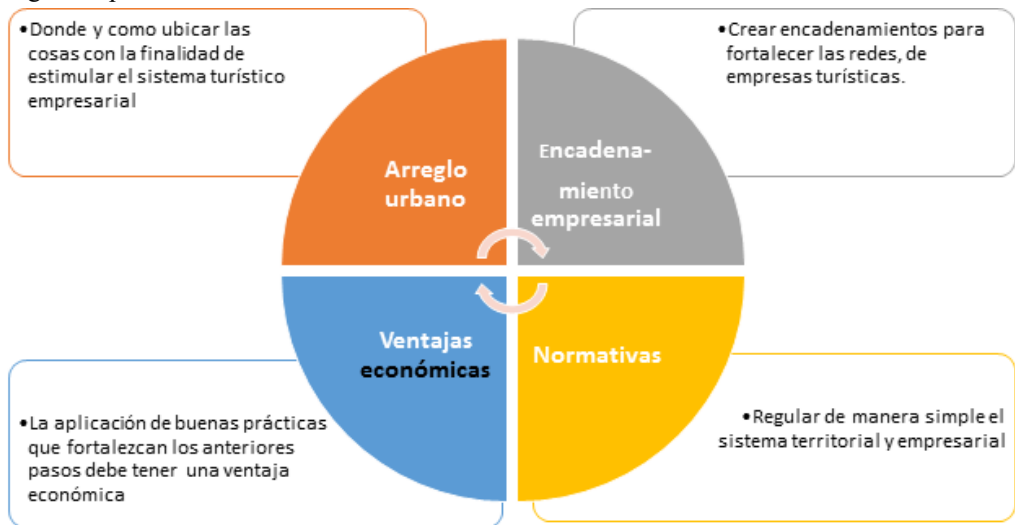 •Donde y como ubicar las
cosas con la finalidad de
estimular el sistema turístico
empresarial
•Crear encadenamientos para
fortalecer las redes, de
empresas turísticas.
Arreglo
urbano
Encadena-
miento
empresarial
Ventajas
económicas
Normativas
•La aplicación de buenas prácticas
que fortalezcan los anteriores
pasos debe tener una ventaja
económica
•Regular de manera simple el
sistema territorial y empresarial